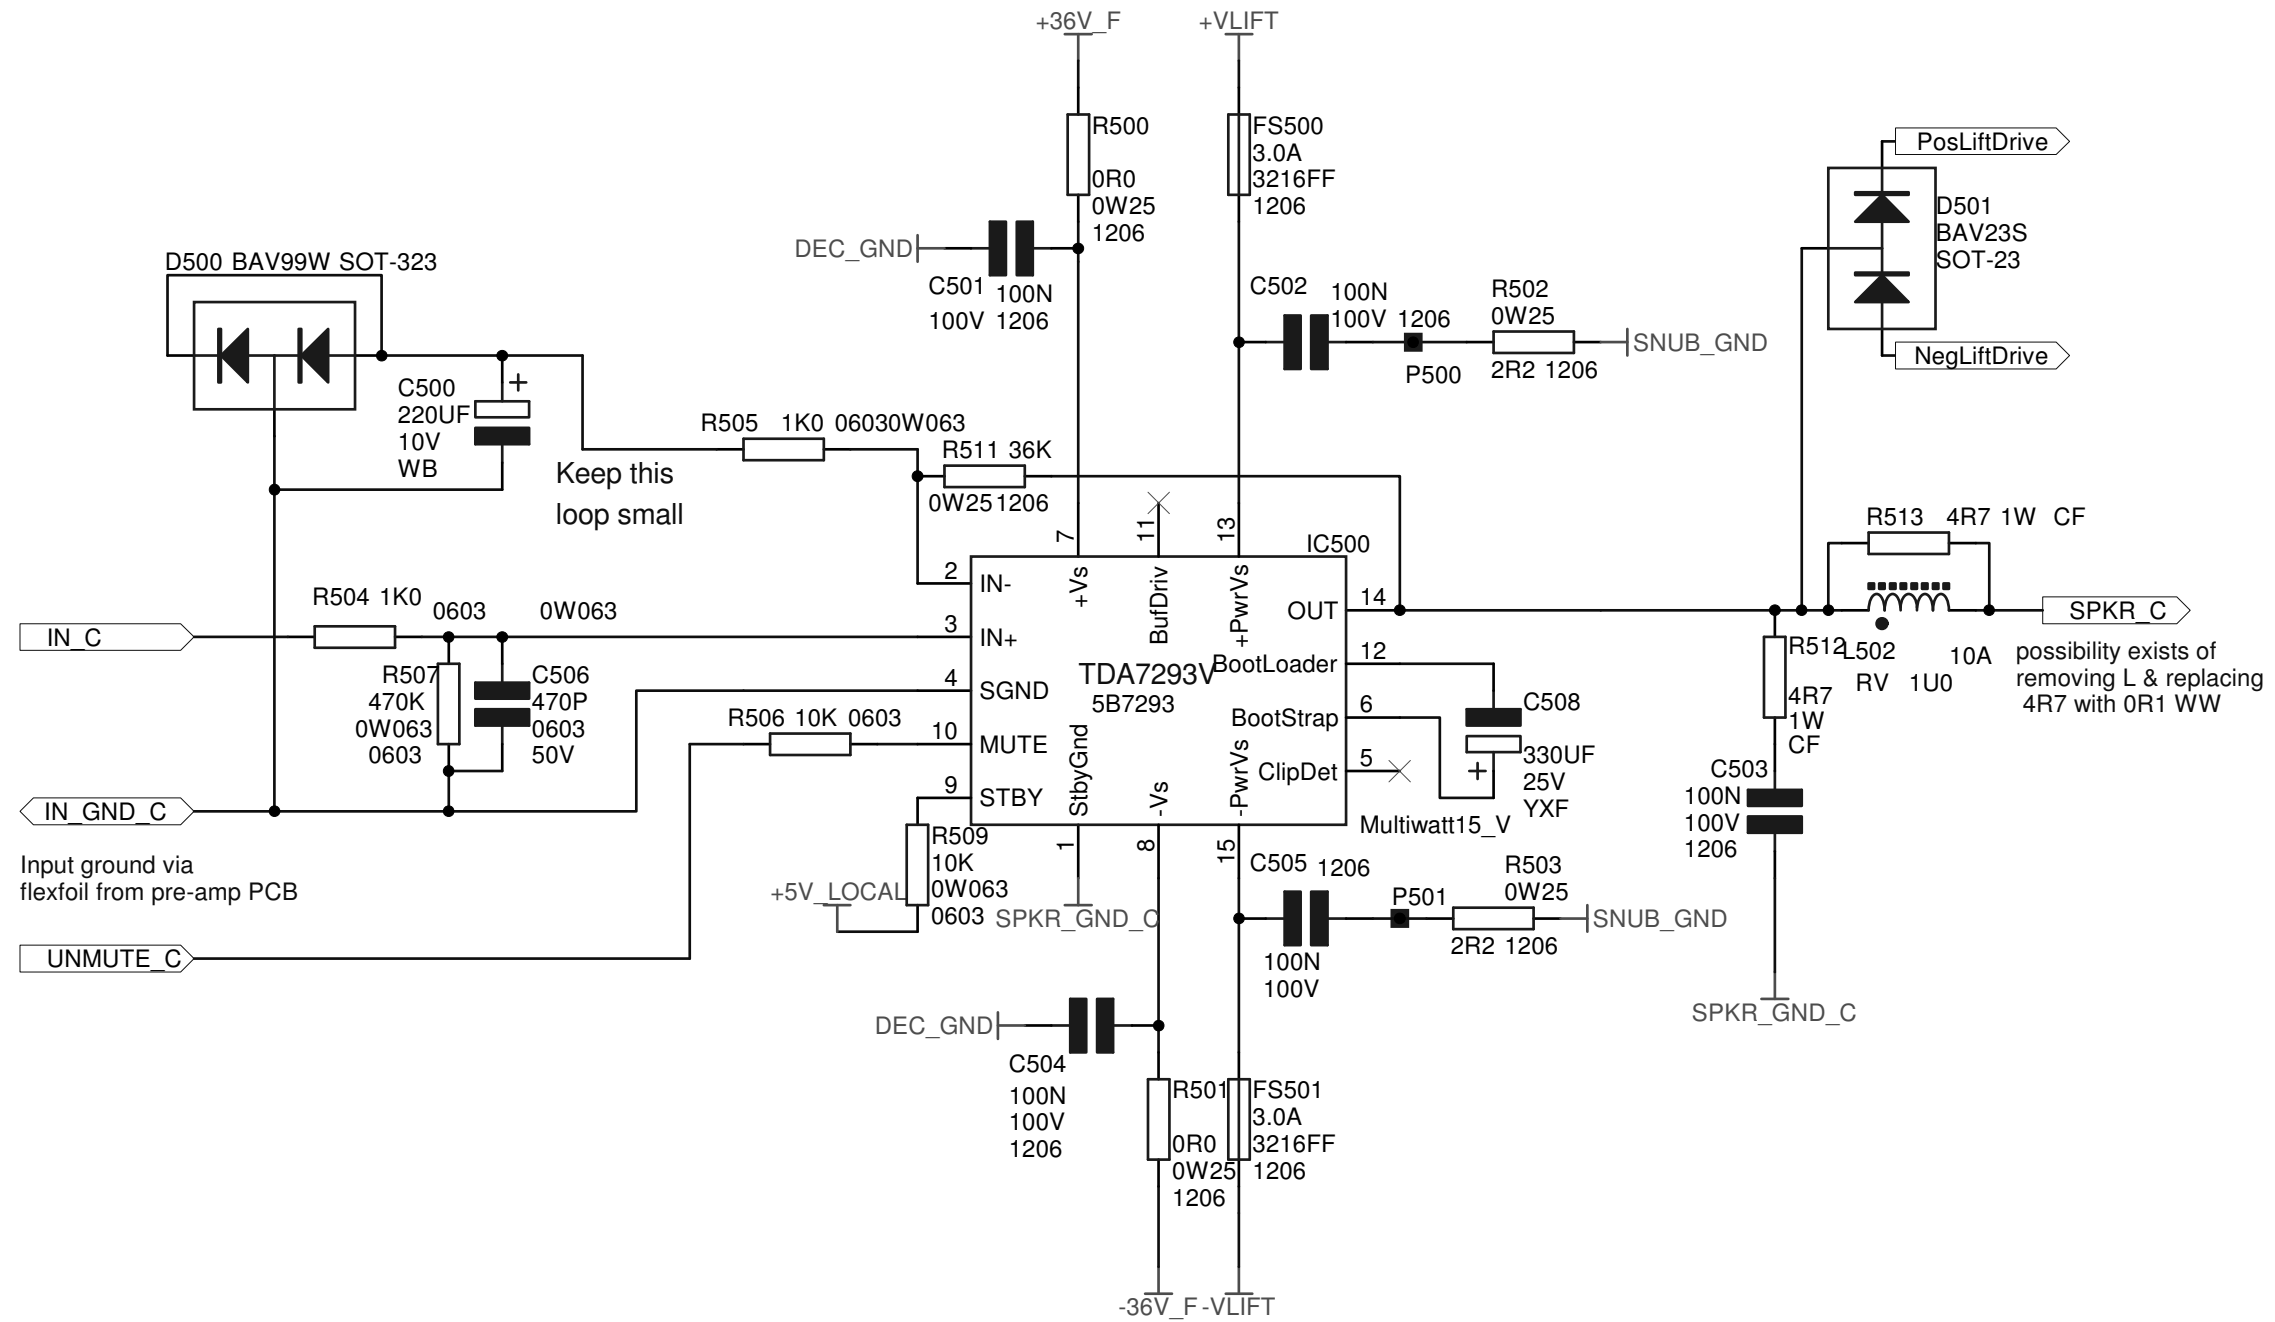 +36V_F
+VLIFT
R500
0R0
0W25
1206
FS500
3.0A
3216FF
1206
PosLiftDrive
D501
BAV23S
SOT-23
NegLiftDrive
DEC_GND
C501 100N
100V 1206
D500 BAV99W SOT-323
C502
100N
100V 1206
P500
R502
0W25
2R2 1206
SNUB_GND
C500
220UF
10V
WB
+
Keep this
loop small
R505 1K0 06030W063
R511 36K
0W251206
R513 4R7 1W CF
7
11
13
IC500
2
IN-
+Vs
BufDriv
+PwrVs
OUT
14
R504 1K0 0603 0W063
IN_C
3
IN+
SPKR_C
R507
470K
0W063
0603
C506
470P
0603
50V
4
SGND
TDA7293V
5B7293
BootLoader
12
R512
4R7
1W
CF
L502 10A
RV 1U0
possibility exists of
removing L & replacing
4R7 with 0R1 WW
R506 10K 0603
10
MUTE
BootStrap
6
C508
330UF
25V
YXF
+
9
STBY
StbyGnd
-Vs
-PwrVs
ClipDet
5
Multiwatt15_V
C503
100N
100V
1206
IN_GND_C
Input ground via
flexfoil from pre-amp PCB
R509
10K
0W063
0603
+5V_LOCAL
1
8
15
SPKR_GND_C
C505 1206
100N
100V
P501
R503
0W25
2R2 1206
SNUB_GND
UNMUTE_C
SPKR_GND_C
DEC_GND
C504
100N
100V
1206
R501
0R0
0W25
1206
FS501
3.0A
3216FF
1206
-36V_F
-VLIFT